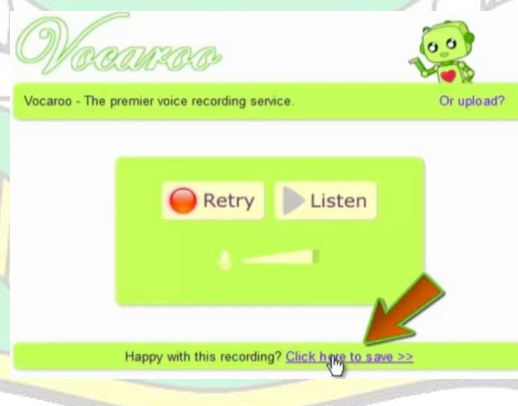 Vocaroo
Vocaroo - The premier voice recording service.
Or upload?
Retry
Listen
Happy with this recording? Click here to save >>